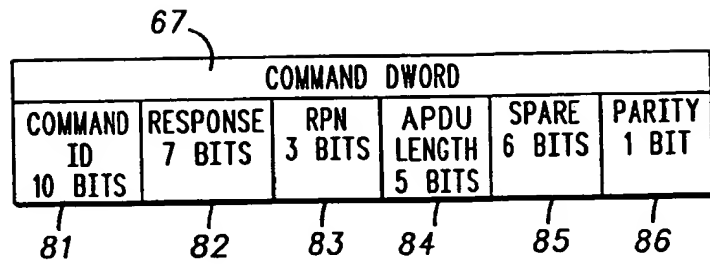 67
COMMAND DWORD
COMMAND ID 10 BITS
RESPONSE 7 BITS
RPN 3 BITS
APDU LENGTH 5 BITS
SPARE 6 BITS
PARITY 1 BIT
81 82 83 84 85 86